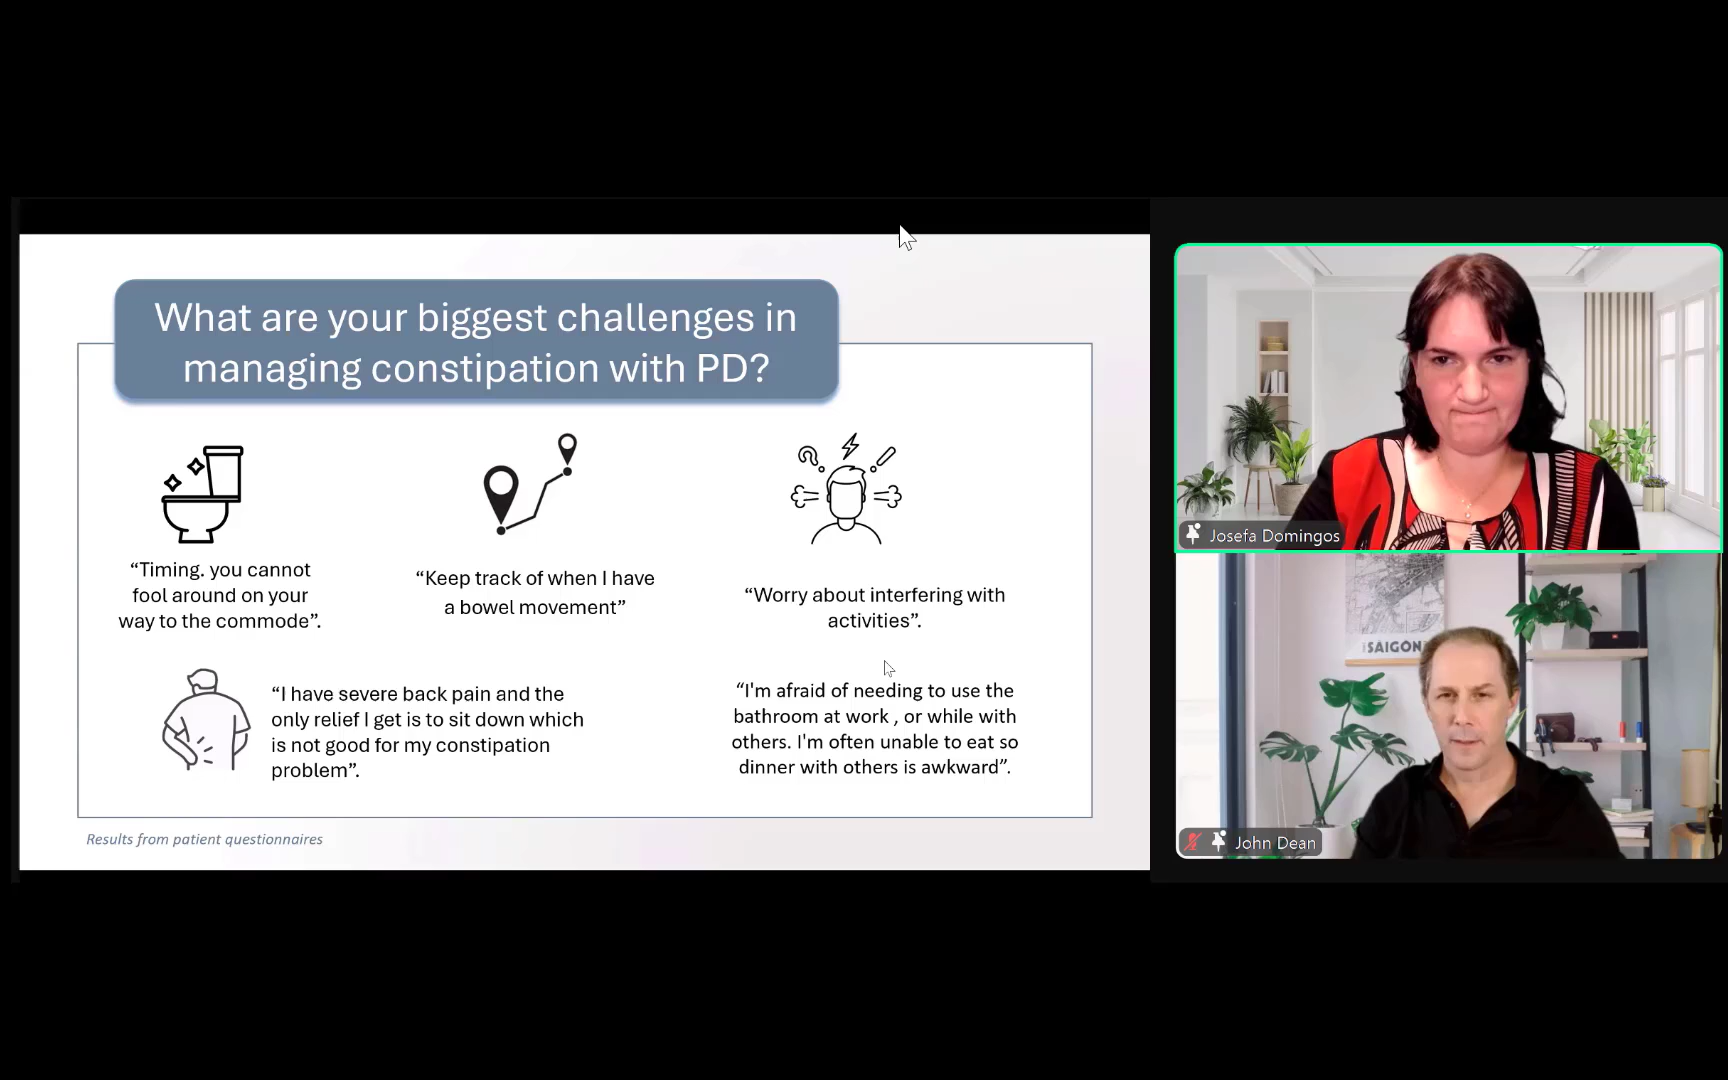 What are your biggest challenges in
managing constipation with PD?
“Timing. you cannot
fool around on your
way to the commode”.
“Keep track of when I have
a bowel movement”
“Worry about interfering with
activities”.
“I have severe back pain and the
only relief I get is to sit down which
is not good for my constipation
problem”.
“I'm afraid of needing to use the
bathroom at work , or while with
others. I'm often unable to eat so
dinner with others is awkward”.
Results from patient questionnaires
Josefa Domingos
SAIGON
John Dean